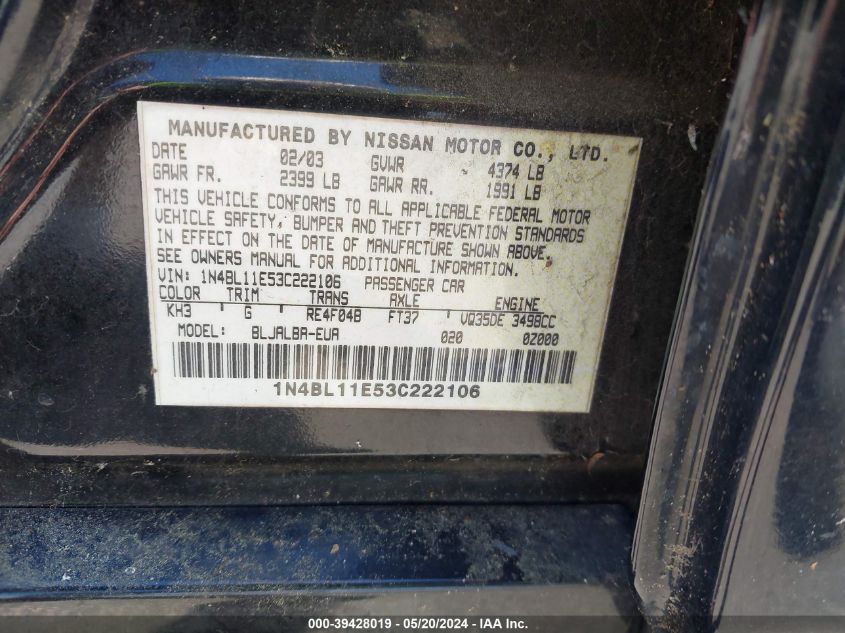 MANUFACTURED BY NISSAN MOTOR CO., LTD.
DATE 02/03 GVWR 4374 LB
GAWR FR. 2399 LB GAWR RR. 1991 LB
THIS VEHICLE CONFORMS TO ALL APPLICABLE FEDERAL MOTOR
VEHICLE SAFETY, BUMPER AND THEFT PREVENTION STANDARDS
IN EFFECT ON THE DATE OF MANUFACTURE SHOWN ABOVE.
SEE OWNERS MANUAL FOR ADDITIONAL INFORMATION.
VIN: 1N4BL11E53C222106 PASSENGER CAR
COLOR TRIM TRANS AXLE ENGINE
KH3 G RE4F04B FT37 VQ35DE 3498CC
MODEL: BLJALBA-EUA 020 0Z000
1N4BL11E53C222106
000-39428019 - 05/20/2024 - IAA Inc.